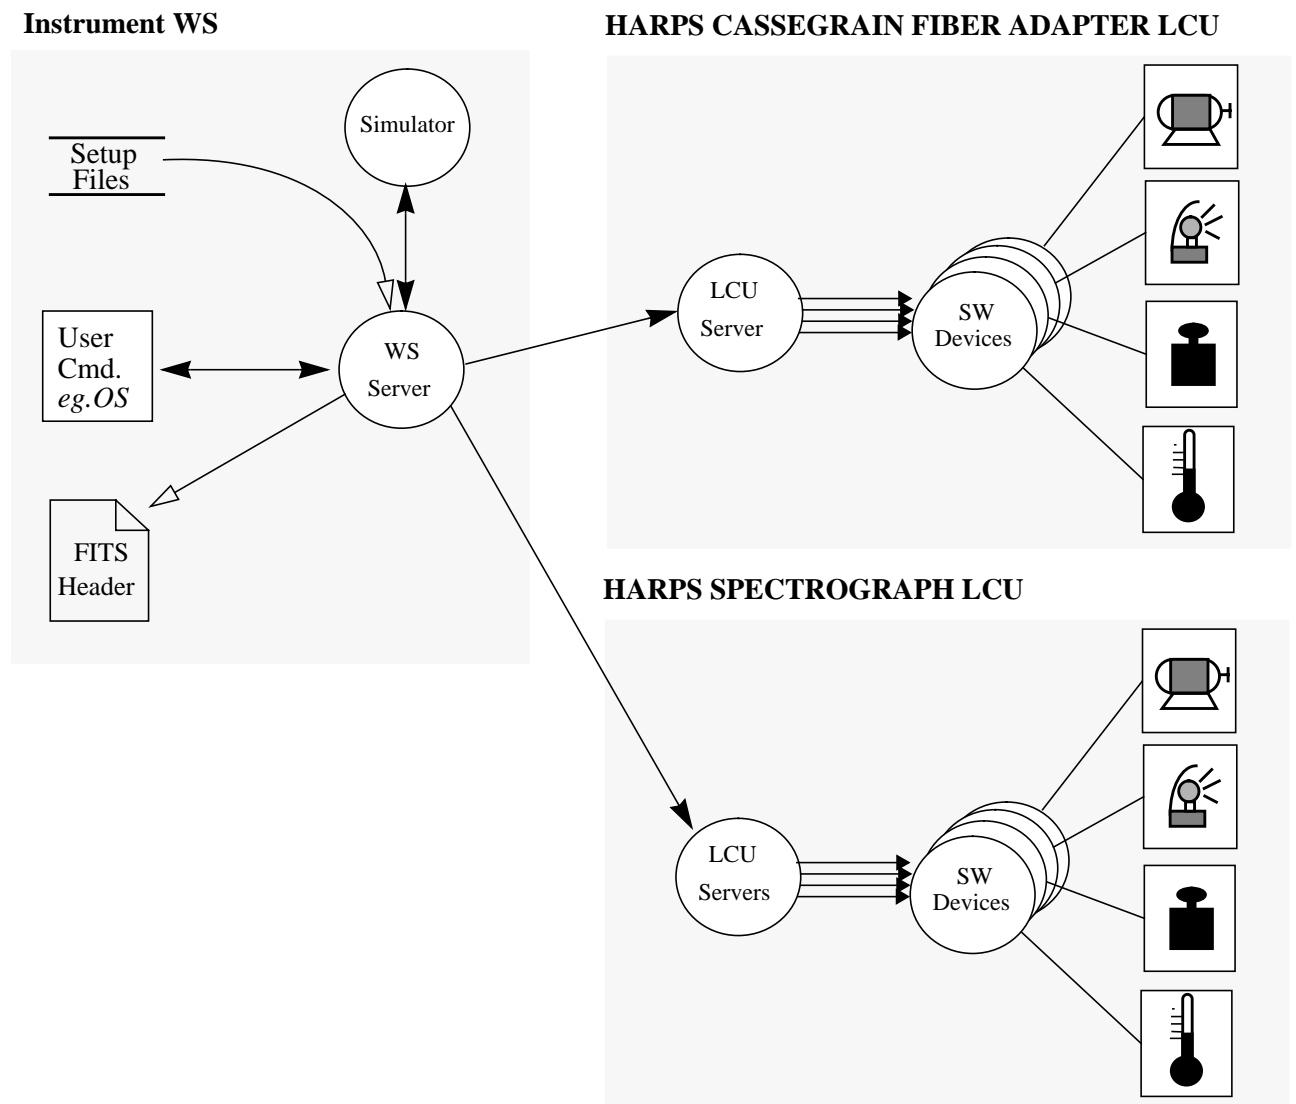 Instrument WS
HARPS CASSEGRAIN FIBER ADAPTER LCU
Simulator
Setup
Files
User
Cmd.
eg.OS
WS
Server
FITS
Header
LCU
Server
SW
Devices
HARPS SPECTROGRAPH LCU
LCU
Servers
SW
Devices